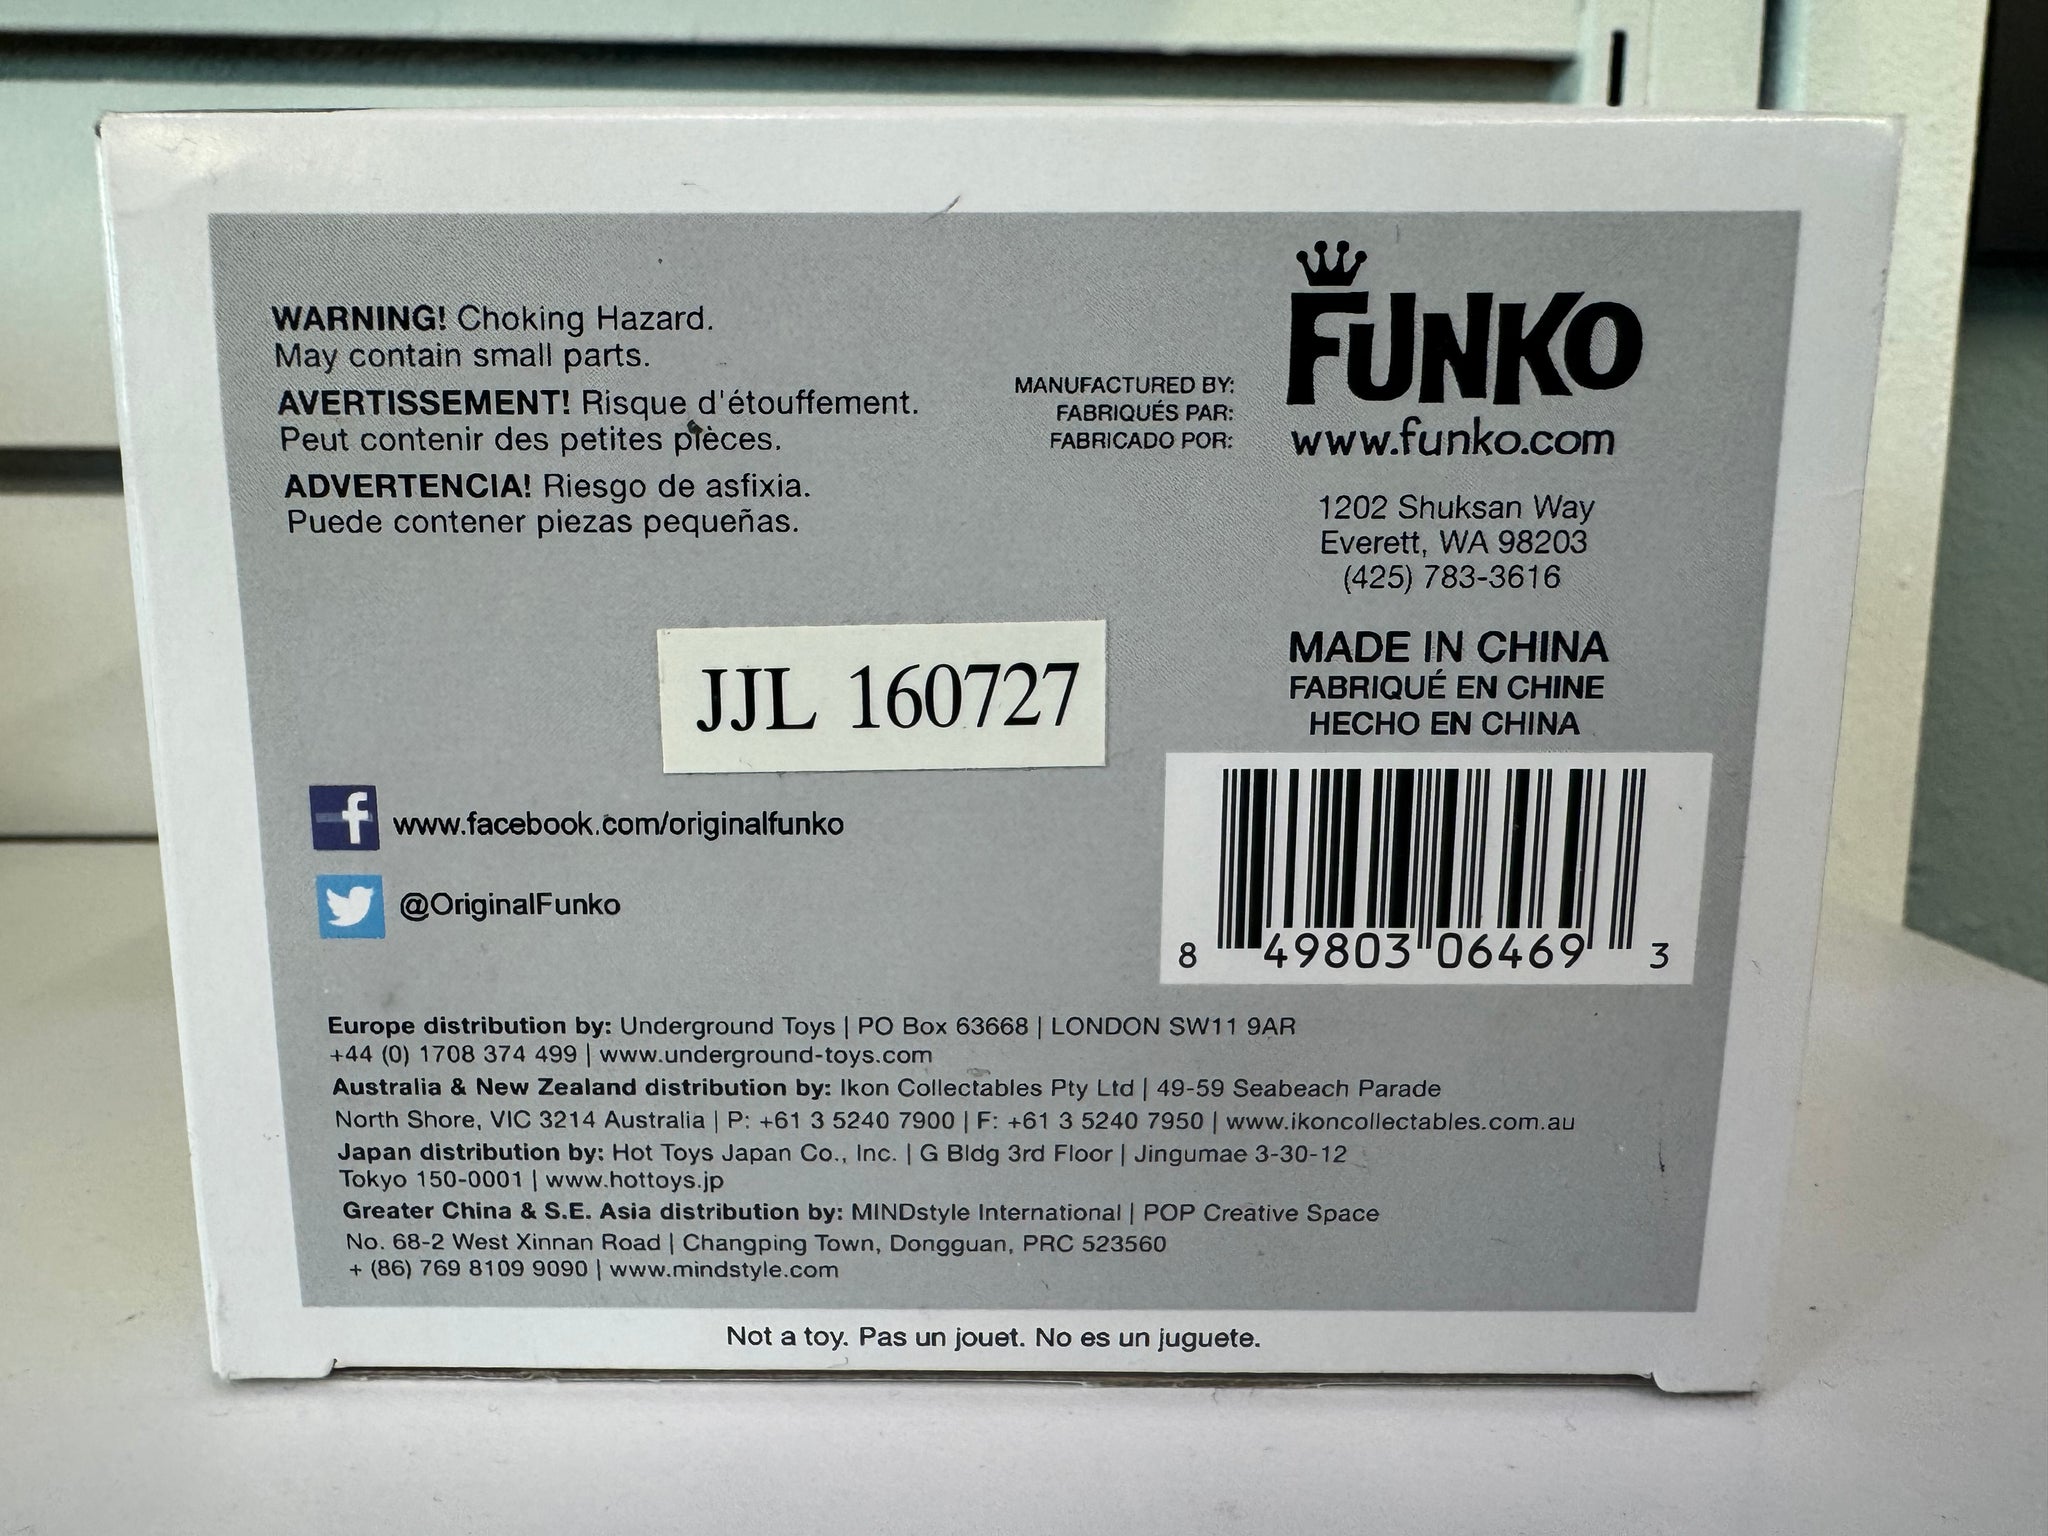 WARNING! Choking Hazard.
May contain small parts.
AVERTISSEMENT! Risque d'étouffement.
Peut contenir des petites pièces.
ADVERTENCIA! Riesgo de asfixia.
Puede contener piezas pequeñas.
MANUFACTURED BY:
FABRIQUÉS PAR:
FABRICADO POR:
FUNKO
www.funko.com
1202 Shuksan Way
Everett, WA 98203
(425) 783-3616
MADE IN CHINA
FABRIQUÉ EN CHINE
HECHO EN CHINA
JJL 160727
f www.facebook.com/originalfunko
@OriginalFunko
8 49803 06469 3
Europe distribution by: Underground Toys | PO Box 63668 | LONDON SW11 9AR
+44 (0) 1708 374 499 | www.underground-toys.com
Australia & New Zealand distribution by: Ikon Collectables Pty Ltd | 49-59 Seabeach Parade
North Shore, VIC 3214 Australia | P: +61 3 5240 7900 | F: +61 3 5240 7950 | www.ikoncollectables.com.au
Japan distribution by: Hot Toys Japan Co., Inc. | G Bldg 3rd Floor | Jingumae 3-30-12
Tokyo 150-0001 | www.hottoys.jp
Greater China & S.E. Asia distribution by: MINDstyle International | POP Creative Space
No. 68-2 West Xinnan Road | Changping Town, Dongguan, PRC 523560
+ (86) 769 8109 9090 | www.mindstyle.com
Not a toy. Pas un jouet. No es un juguete.